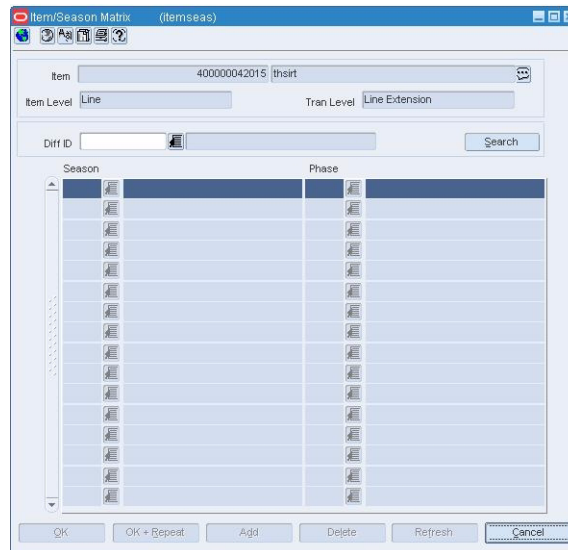 Item/Season Matrix (itemseas)
Item 400000042015 thsirt
Item Level Line Tran Level Line Extension
Diff ID Search
Season Phase
OK OK + Repeat Add Delete Refresh Cancel